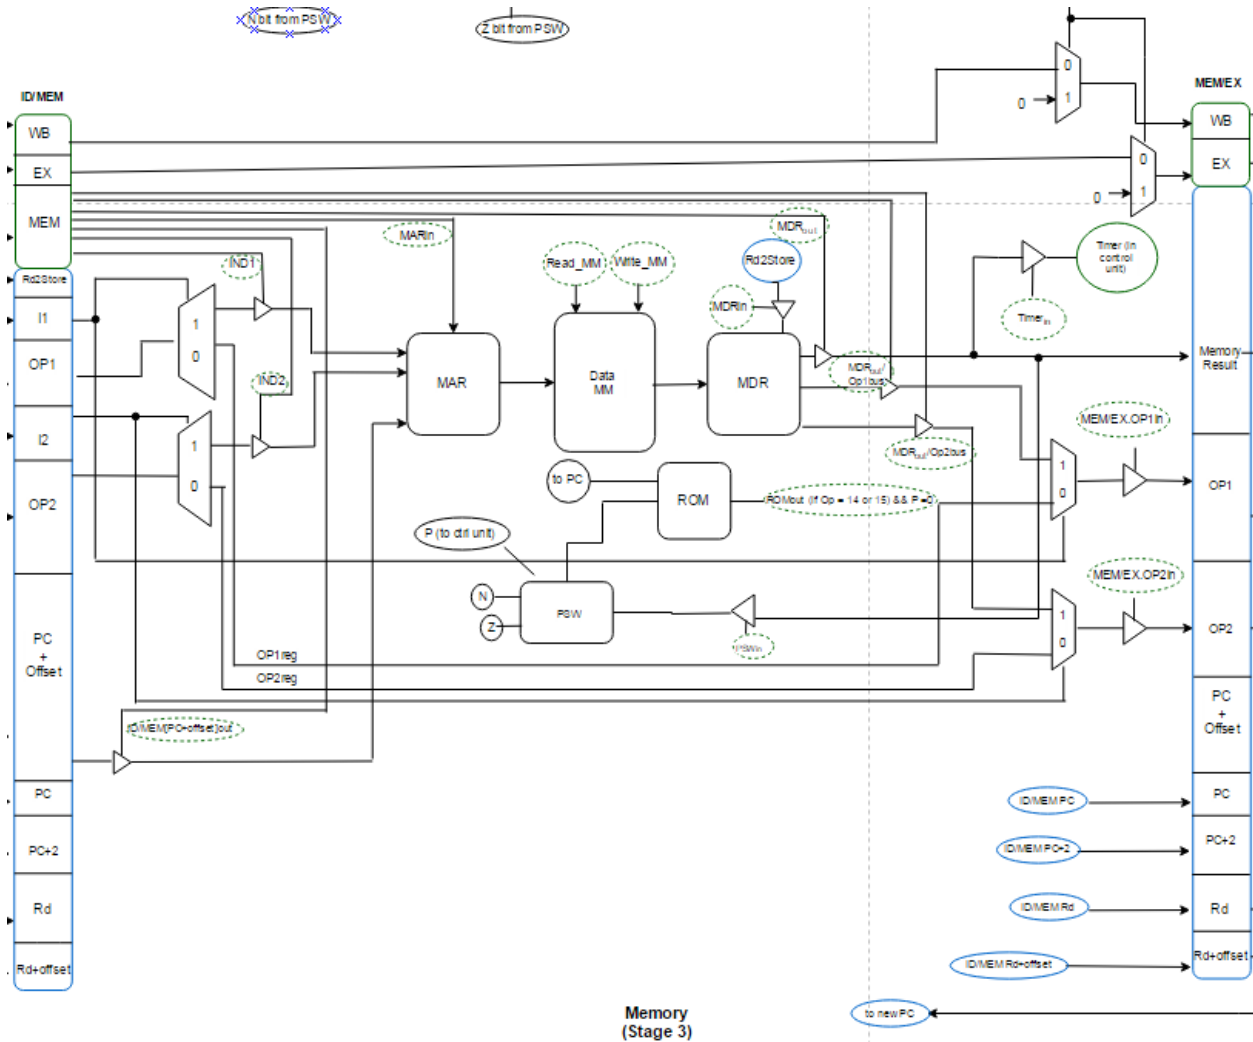 N bit from PSW
Z bit from PSW
ID/MEM
MEM/EX
WB
EX
MEM
Rd2Store
I1
OP1
I2
OP2
PC
+
Offset
PC
PC+2
Rd
Rd+offset
0
1
0
0
1
0
WB
EX
MARin
IND1
1
0
IND2
1
0
Read_MM
Write_MM
MDRout
Rd2Store
MDRin
Timer (in
control
unit)
Timerin
MAR
Data
MM
MDR
MDRout/
Op1bus
MDRout/Op2bus
Memory
Result
MEM/EX.OP1in
1
0
OP1
to PC
ROM
ROMout (if Op = 14 or 15) && P =0
P (to ctrl unit)
N
Z
PSW
PSWin
MEM/EX.OP2in
1
0
OP2
OP1reg
OP2reg
ID/MEM[PC+offset]out
PC
+
Offset
ID/MEM PC
PC
ID/MEM PC+2
PC+2
ID/MEM Rd
Rd
ID/MEM Rd+offset
Rd+offset
to new PC
Memory
(Stage 3)